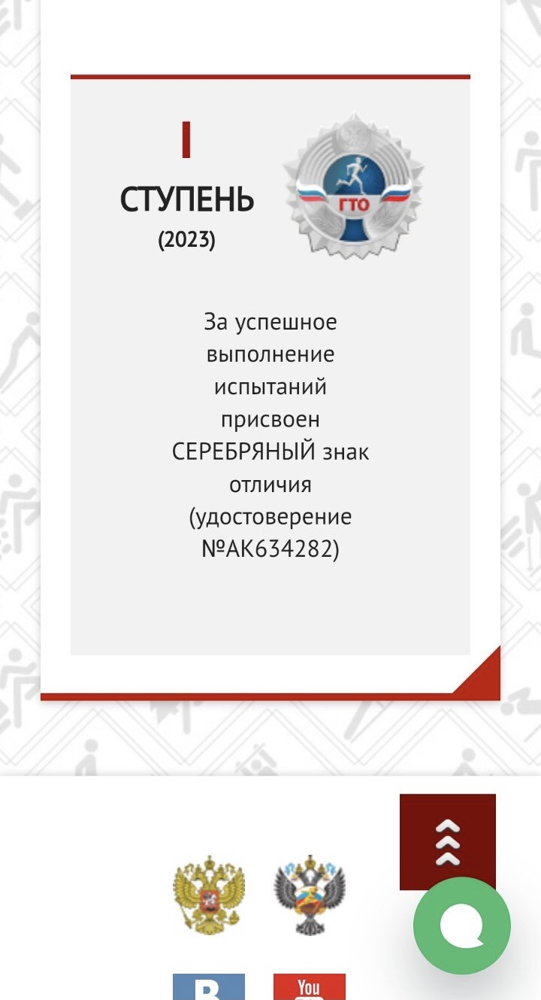 I
СТУПЕНЬ
(2023)
ГТО
За успешное
выполнение
испытаний
присвоен
СЕРЕБРЯНЫЙ знак
отличия
(удостоверение
№АК634282)
B
You